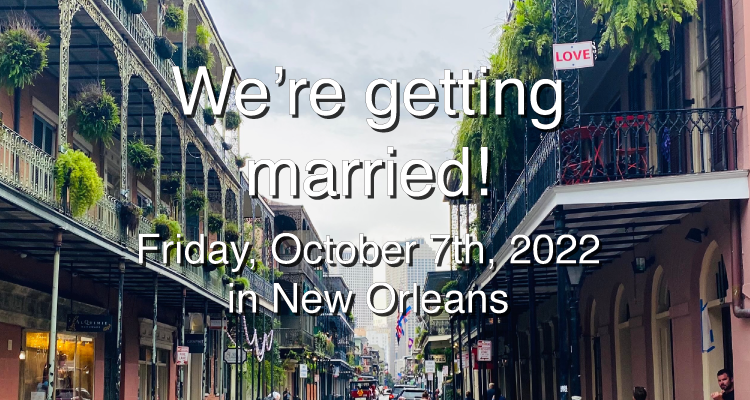 LOVE
We’re getting
married!
Friday, October 7th, 2022
in New Orleans